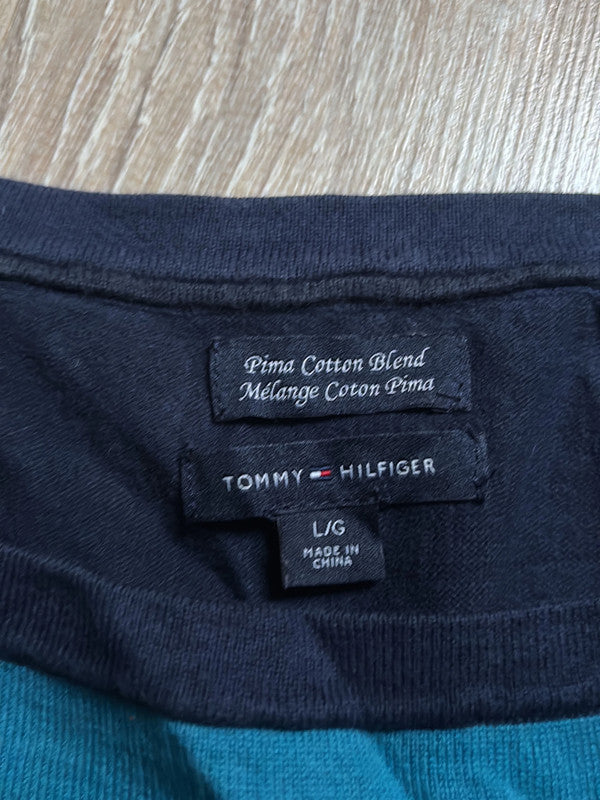 Pima Cotton Blend
Mélange Coton Pima
TOMMY HILFIGER
L/G
MADE IN
CHINA